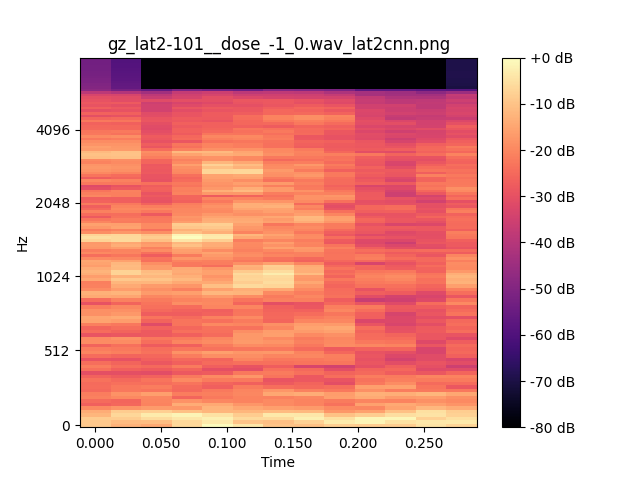 gz_lat2-101__dose_-1_0.wav_lat2cnn.png
Hz
4096
2048
1024
512
0
0.000 0.050 0.100 0.150 0.200 0.250
Time
+0 dB
-10 dB
-20 dB
-30 dB
-40 dB
-50 dB
-60 dB
-70 dB
-80 dB